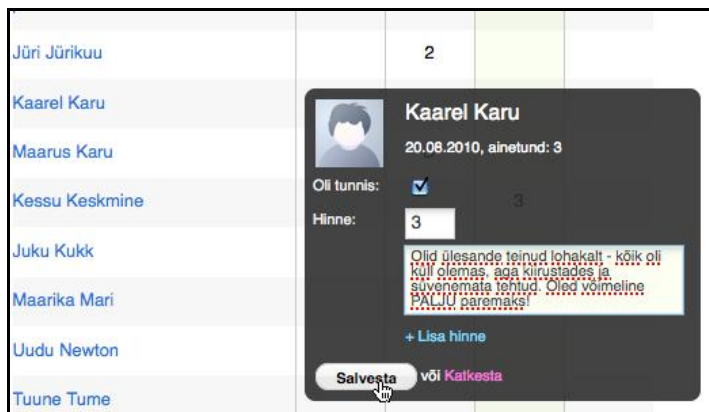 Jüri Jürikuu 2
Kaarel Karu
Maarus Karu
Kessu Keskmine 3
Juku Kukk
Maarika Mari
Uudu Newton
Tuune Tume
Kaarel Karu
20.08.2010, ainetund: 3
Oli tunnis:
Hinne: 3
Olid ülesande teinud lohakalt - kõik oli
küll olemas, aga kiirustades ja
süvenemata tehtud. Oled võimeline
PALJU paremaks!
+ Lisa hinne
Salvesta või Katkesta